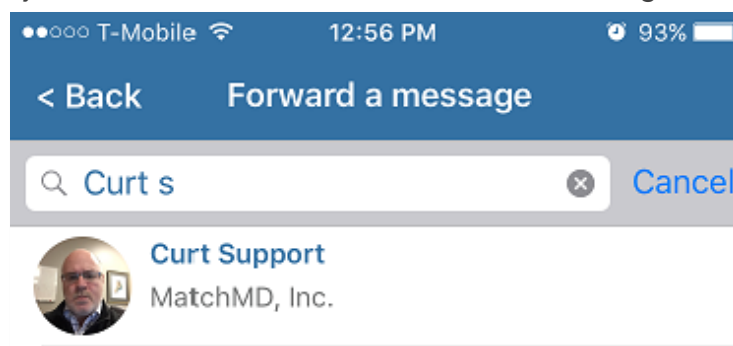 T-Mobile 12:56 PM 93%
< Back Forward a message
Curt s Cancel
Curt Support
MatchMD, Inc.